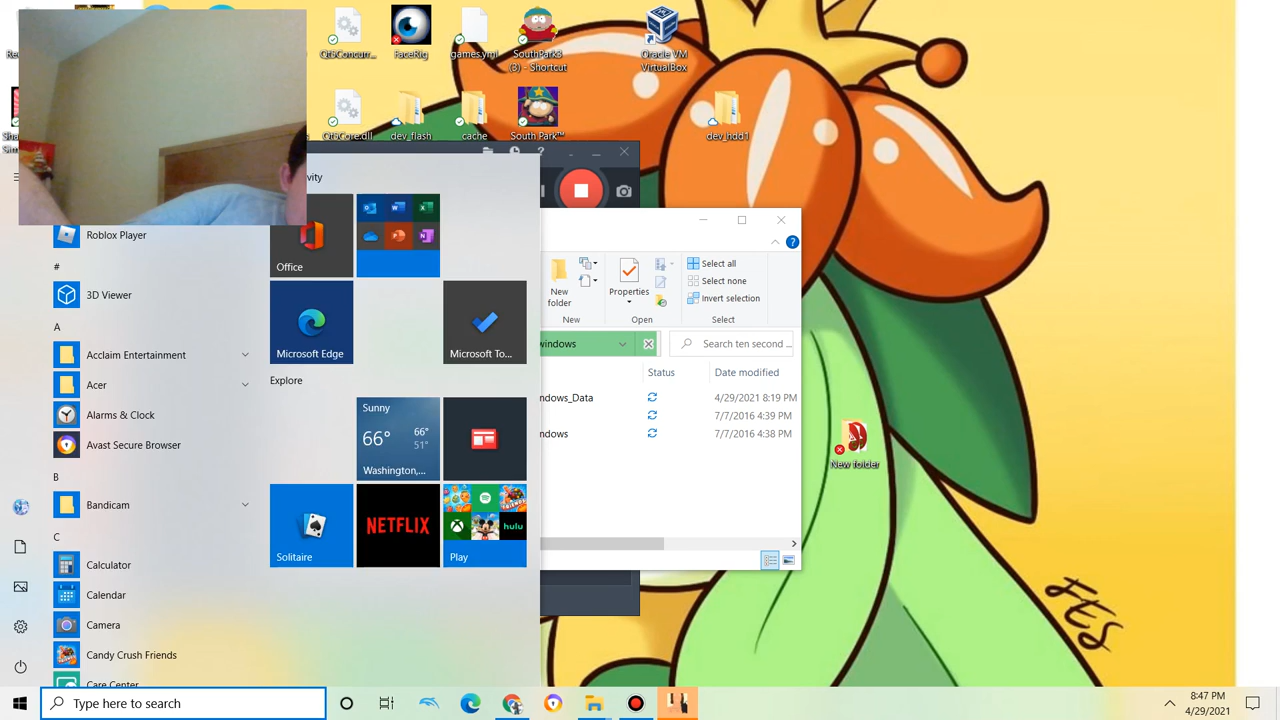 Qt5Concurr...
FaceRig
games.yml
SouthPark3
(3) - Shortcut
Oracle VM
VirtualBox
Qt5Core.dll
dev_flash
cache
South Park™
dev_hdd1
Roblox Player
#
3D Viewer
A
Acclaim Entertainment
Acer
Alarms & Clock
Avast Secure Browser
B
Bandicam
C
Calculator
Calendar
Camera
Candy Crush Friends
Care Center
Office
Microsoft Edge
Microsoft To...
Explore
Sunny
66°
66°
51°
Washington,...
Solitaire
NETFLIX
hulu
Play
New
folder
Properties
Select all
Select none
Invert selection
New
Open
Select
windows
Search ten second ...
Status
Date modified
ndows_Data
4/29/2021 8:19 PM
7/7/2016 4:39 PM
ndows
7/7/2016 4:38 PM
New folder
FES
Type here to search
8:47 PM
4/29/2021